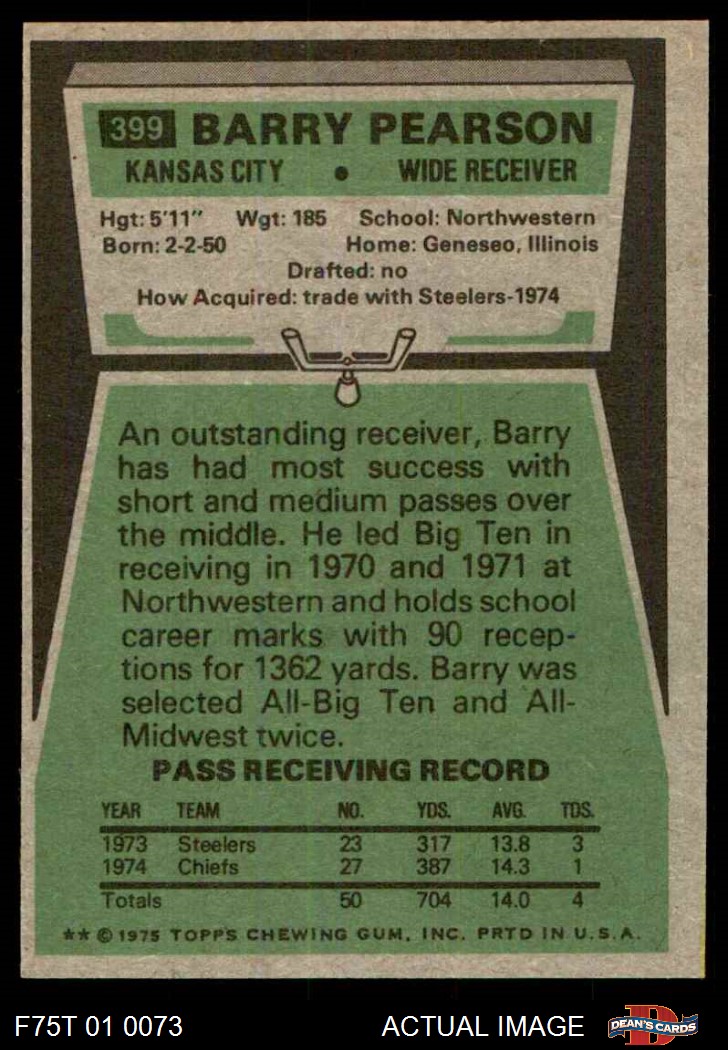 399 BARRY PEARSON
KANSAS CITY • WIDE RECEIVER
Hgt: 5'11" Wgt: 185 School: Northwestern
Born: 2-2-50 Home: Geneseo, Illinois
Drafted: no
How Acquired: trade with Steelers-1974
An outstanding receiver, Barry
has had most success with
short and medium passes over
the middle. He led Big Ten in
receiving in 1970 and 1971 at
Northwestern and holds school
career marks with 90 recep-
tions for 1362 yards. Barry was
selected All-Big Ten and All-
Midwest twice.
PASS RECEIVING RECORD
YEAR TEAM NO. YDS. AVG. TDS.
1973 Steelers 23 317 13.8 3
1974 Chiefs 27 387 14.3 1
Totals 50 704 14.0 4
** © 1975 TOPPS CHEWING GUM, INC. PRTD IN U.S.A.
F75T 01 0073 ACTUAL IMAGE D DEAN'S CARDS